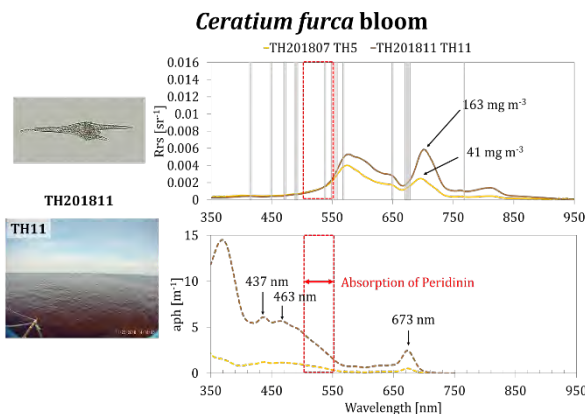 Ceratium furca bloom
TH201807 TH5
TH201811 TH11
0.016
0.014
0.012
0.01
0.008
0.006
0.004
0.002
0
Rrs [sr-1]
163 mg m-3
41 mg m-3
350 450 550 650 750 850 950
TH201811
TH11
15
10
5
0
aph [m-1]
437 nm
463 nm
Absorption of Peridinin
673 nm
350 450 550 650 750 850 950
Wavelength [nm]